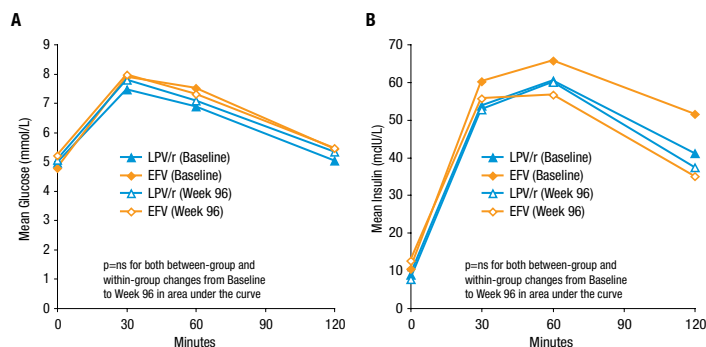 A
9
8
7
6
5
4
3
2
1
0
Mean Glucose (mmol/L)
LPV/r (Baseline)
EFV (Baseline)
LPV/r (Week 96)
EFV (Week 96)
p=ns for both between-group and
within-group changes from Baseline
to Week 96 in area under the curve
0 30 60 90 120
Minutes
B
70
60
50
40
30
20
10
0
Mean Insulin (mcIU/L)
LPV/r (Baseline)
EFV (Baseline)
LPV/r (Week 96)
EFV (Week 96)
p=ns for both between-group and
within-group changes from Baseline
to Week 96 in area under the curve
0 30 60 90 120
Minutes